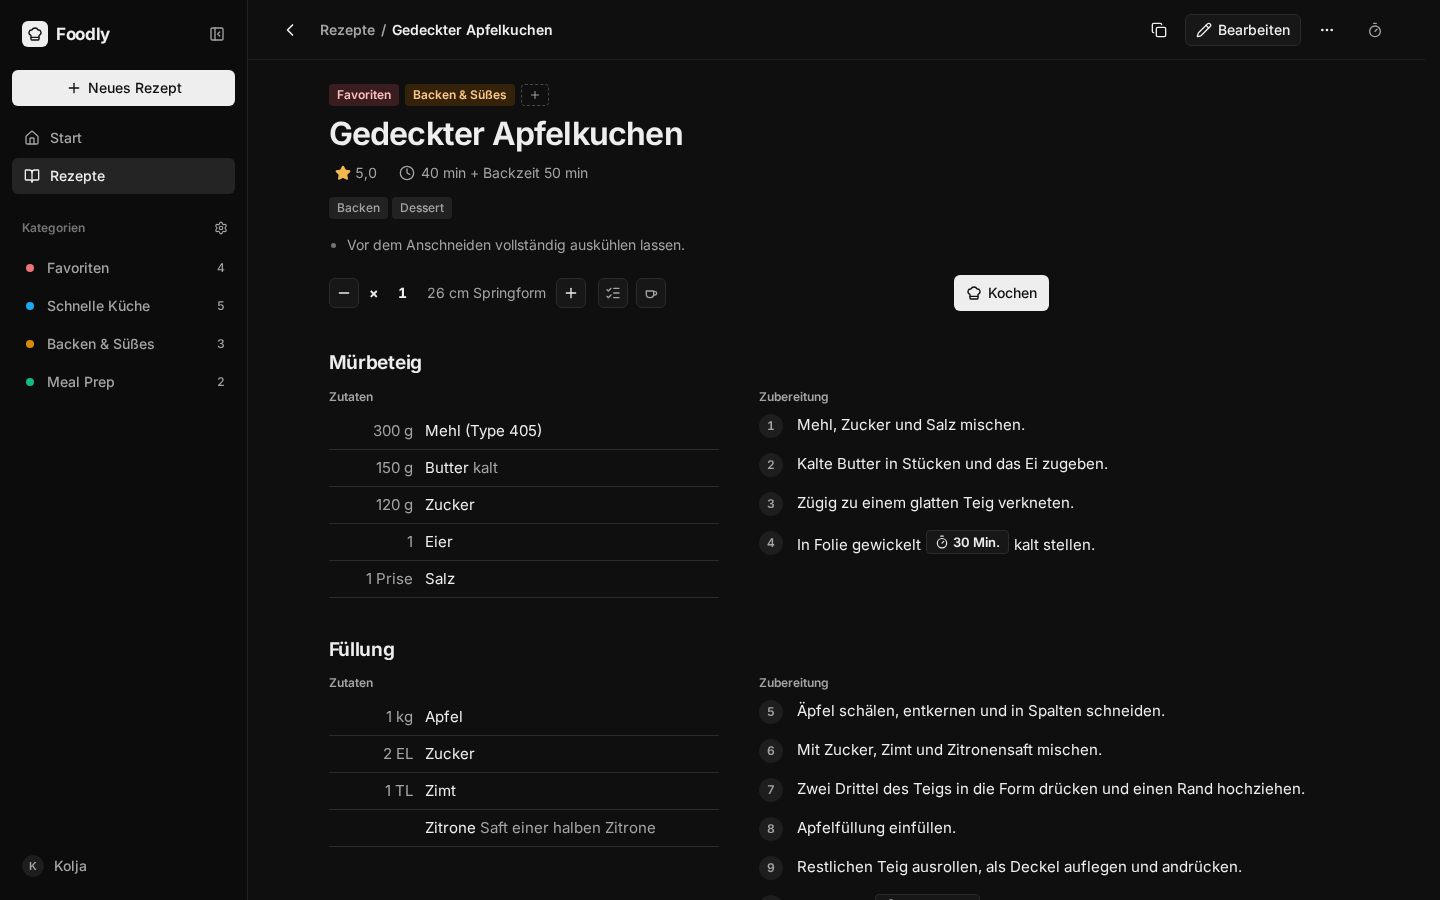 Foodly
Rezepte / Gedeckter Apfelkuchen
Bearbeiten
Neues Rezept
Start
Rezepte
Kategorien
Favoriten 4
Schnelle Küche 5
Backen & Süßes 3
Meal Prep 2
K Kolja
Favoriten Backen & Süßes +
Gedeckter Apfelkuchen
5,0 40 min + Backzeit 50 min
Backen Dessert
Vor dem Anschneiden vollständig auskühlen lassen.
− × 1 26 cm Springform +
Kochen
Mürbeteig
Zutaten
300 g Mehl (Type 405)
150 g Butter kalt
120 g Zucker
1 Eier
1 Prise Salz
Zubereitung
1 Mehl, Zucker und Salz mischen.
2 Kalte Butter in Stücken und das Ei zugeben.
3 Zügig zu einem glatten Teig verkneten.
4 In Folie gewickelt 30 Min. kalt stellen.
Füllung
Zutaten
1 kg Apfel
2 EL Zucker
1 TL Zimt
Zitrone Saft einer halben Zitrone
Zubereitung
5 Äpfel schälen, entkernen und in Spalten schneiden.
6 Mit Zucker, Zimt und Zitronensaft mischen.
7 Zwei Drittel des Teigs in die Form drücken und einen Rand hochziehen.
8 Apfelfüllung einfüllen.
9 Restlichen Teig ausrollen, als Deckel auflegen und andrücken.